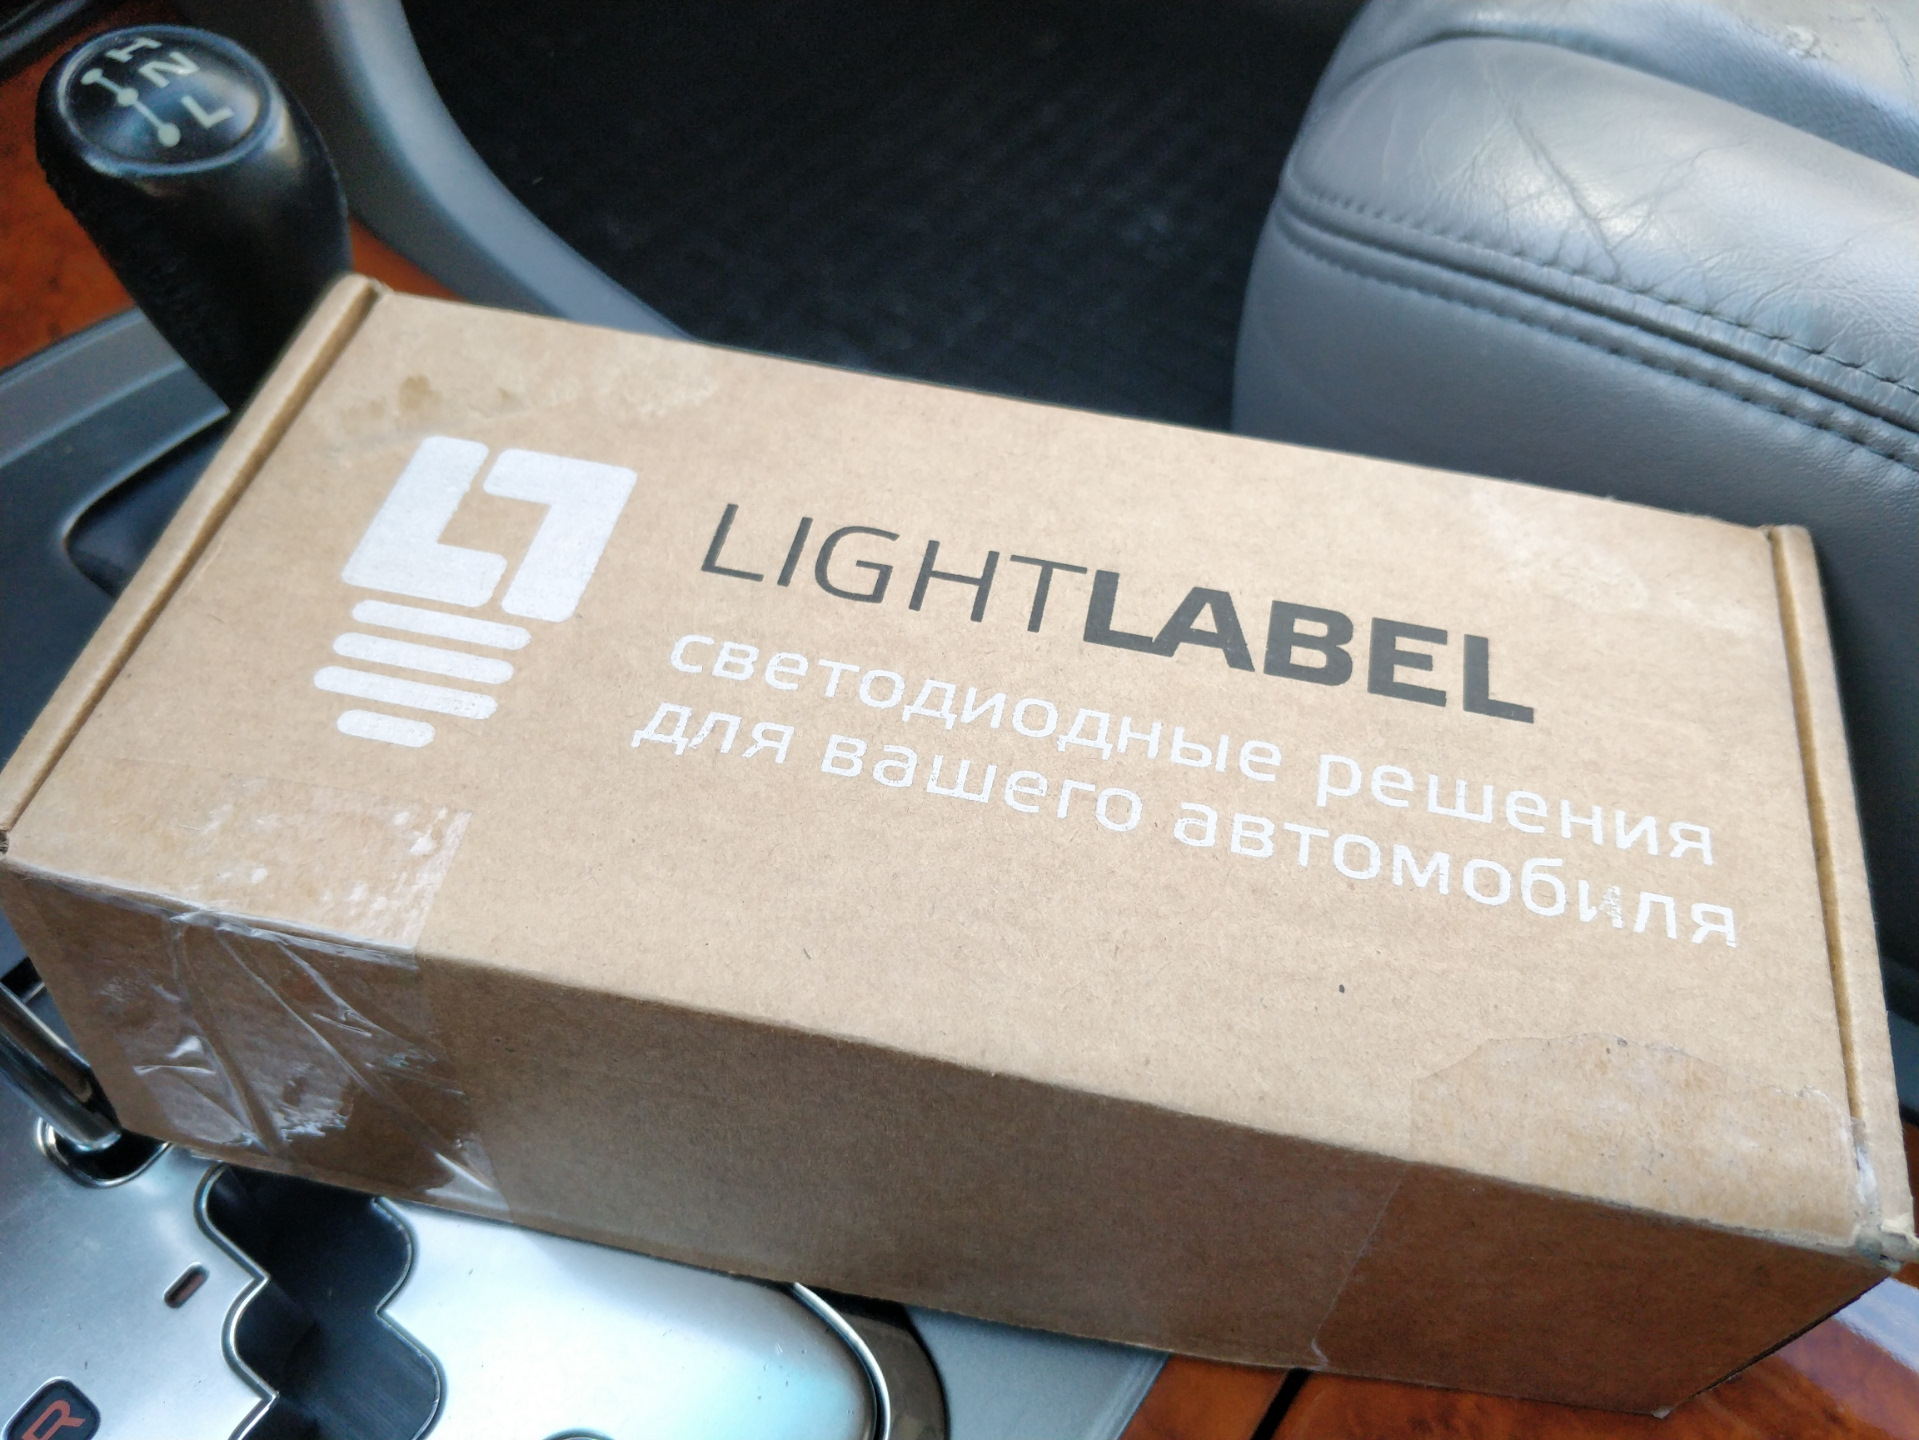 H
N
L
LIGHTLABEL
светодиодные решения
для вашего автомобиля
R